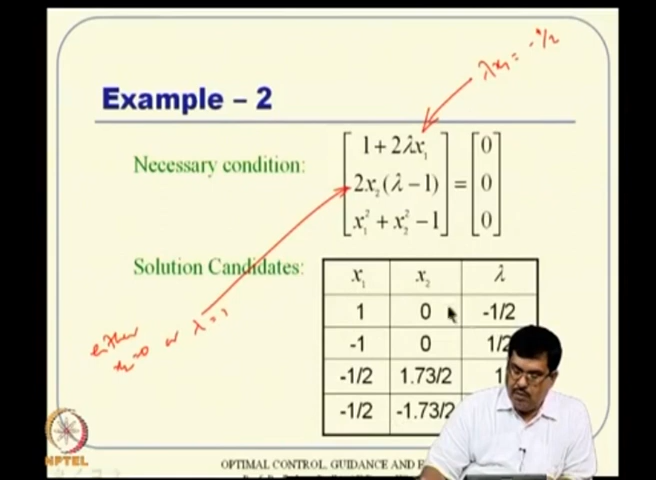 λx₁ = -1/2
Example – 2
Necessary condition:
[1 + 2λx₁
2x₂(λ – 1)
x₁² + x₂² – 1] = [0
0
0]
Solution Candidates:
x₁ x₂ λ
1 0 -1/2
-1 0 1/2
-1/2 1.73/2 1
-1/2 -1.73/2
either
x₂=0 or λ=1
NPTEL
OPTIMAL CONTROL, GUIDANCE AND